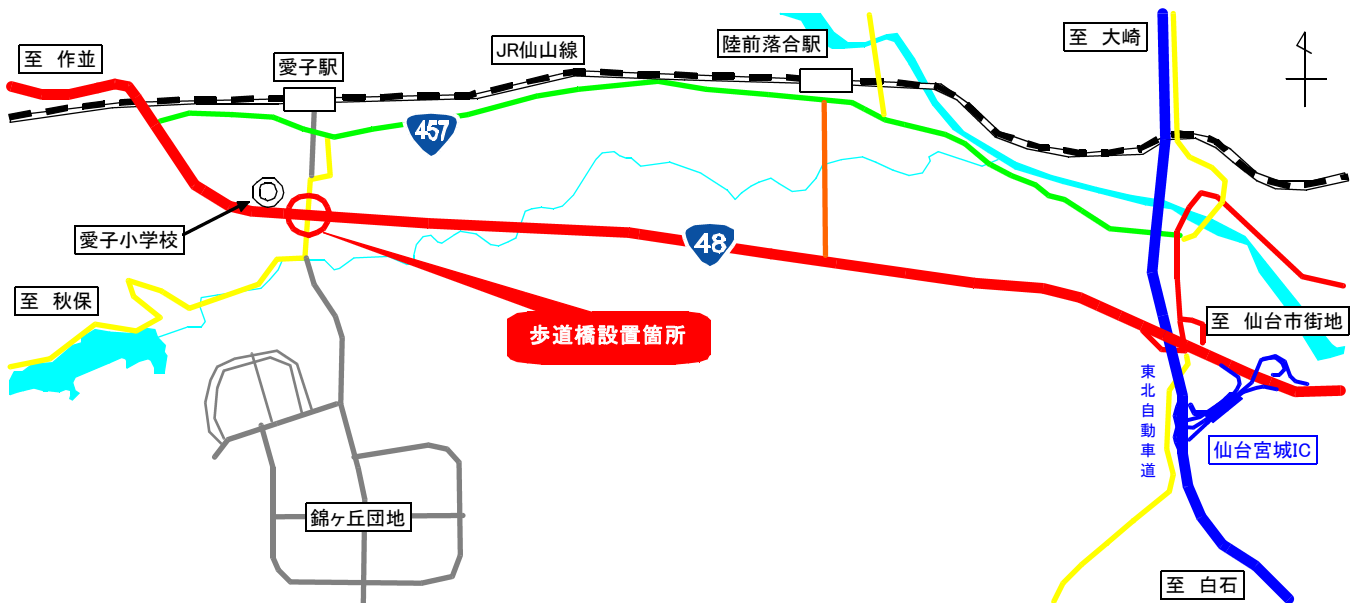 至 作並
愛子駅
JR仙山線
陸前落合駅
至 大崎
457
愛子小学校
48
至 秋保
歩道橋設置箇所
至 仙台市街地
東北自動車道
仙台宮城IC
錦ヶ丘団地
至 白石